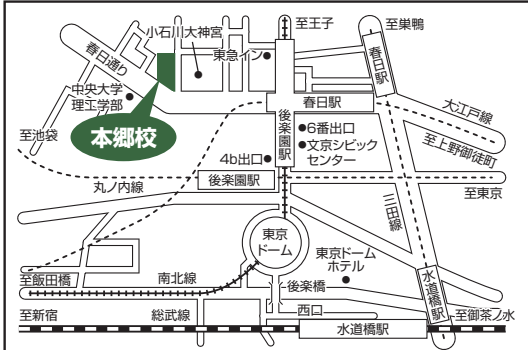 小石川大神宮
至王子
至巣鴨
春日通り
東急イン
春日駅
中央大学
理工学部
春日駅
大江戸線
本郷校
後楽園駅
6番出口
文京シビック
センター
至上野御徒町
至池袋
4b出口
丸ノ内線
後楽園駅
至東京
三田線
東京
ドーム
東京ドーム
ホテル
至飯田橋
南北線
後楽橋
水道橋駅
西口
至新宿
総武線
水道橋駅
至御茶ノ水